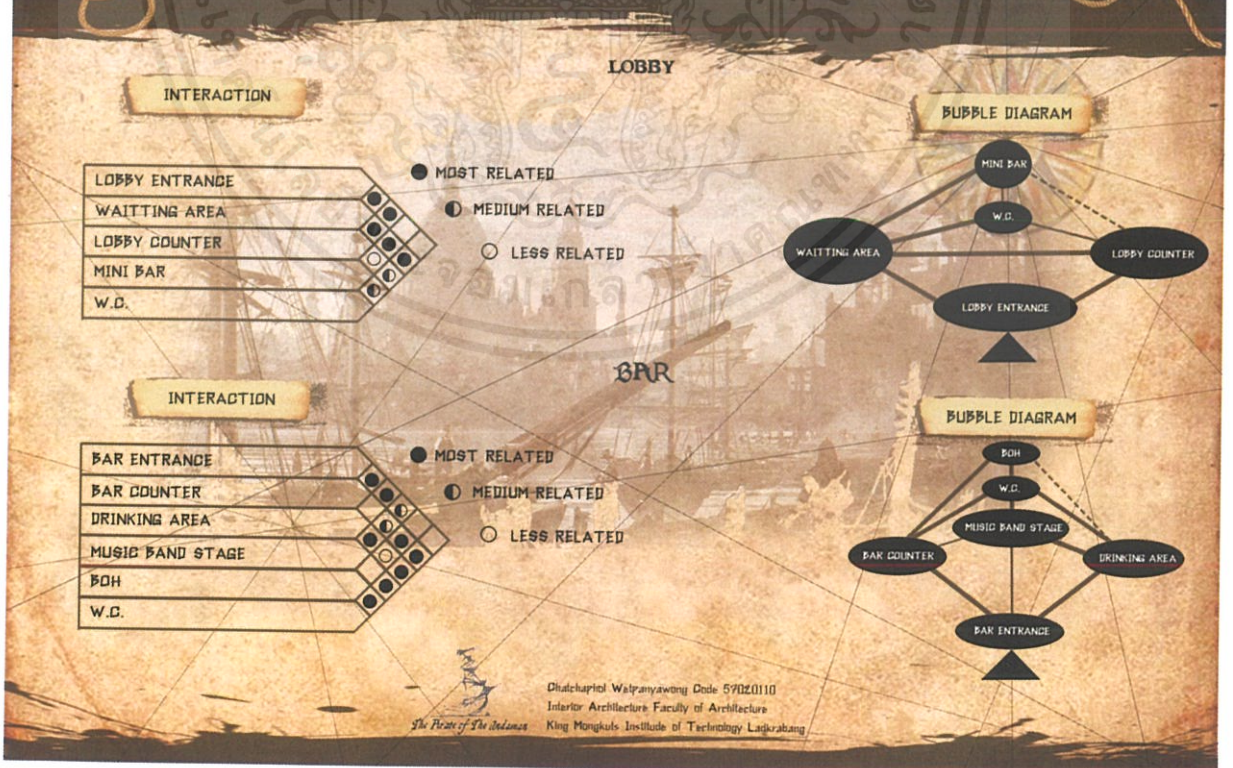 LOBBY
INTERACTION
BUBBLE DIAGRAM
LOBBY ENTRANCE
WAITTING AREA
LOBBY COUNTER
MINI BAR
W.C.
MOST RELATED
MEDIUM RELATED
LESS RELATED
MINI BAR
W.C.
WAITTING AREA
LOBBY COUNTER
LOBBY ENTRANCE
BAR
INTERACTION
BUBBLE DIAGRAM
BAR ENTRANCE
BAR COUNTER
DRINKING AREA
MUSIC BAND STAGE
BOH
W.C.
MOST RELATED
MEDIUM RELATED
LESS RELATED
BOH
W.C.
MUSIC BAND STAGE
BAR COUNTER
DRINKING AREA
BAR ENTRANCE
The Pirate of The Andaman
Chatchaphol Watpanyawong Code 57020110
Interior Architecture Faculty of Architecture
King Mongkuts Institude of Technology Ladkrabang